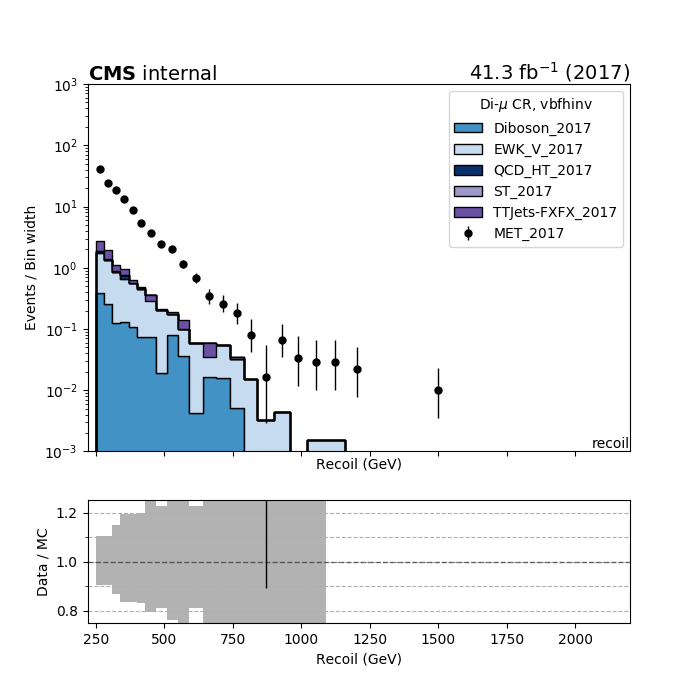 CMS internal 41.3 fb⁻¹ (2017)
10³
10²
10¹
10⁰
10⁻¹
10⁻²
10⁻³
Events / Bin width
Di-μ CR, vbfhinv
Diboson_2017
EWK_V_2017
QCD_HT_2017
ST_2017
TTJets-FXFX_2017
MET_2017
recoil
Recoil (GeV)
1.2
1.0
0.8
Data / MC
250 500 750 1000 1250 1500 1750 2000
Recoil (GeV)